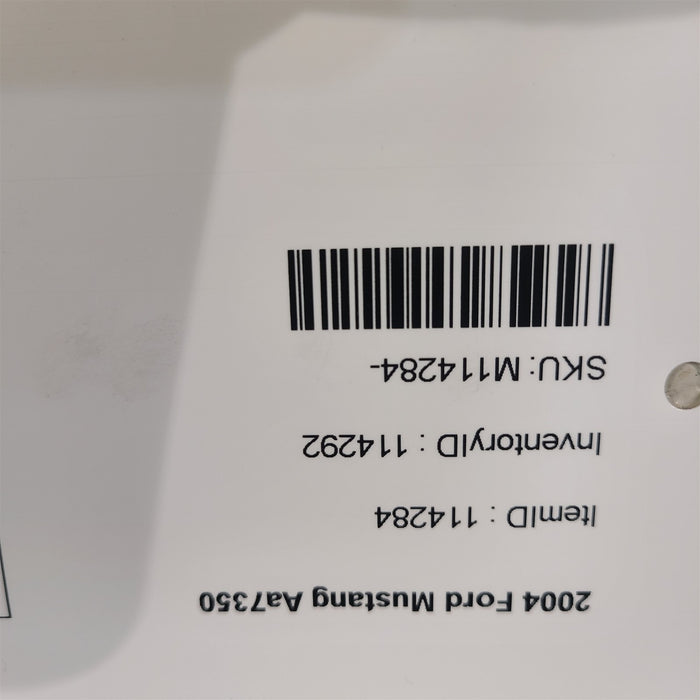 2004 Ford Mustang Aa7350
ItemID : 114284
InventoryID : 114292
SKU: M114284-